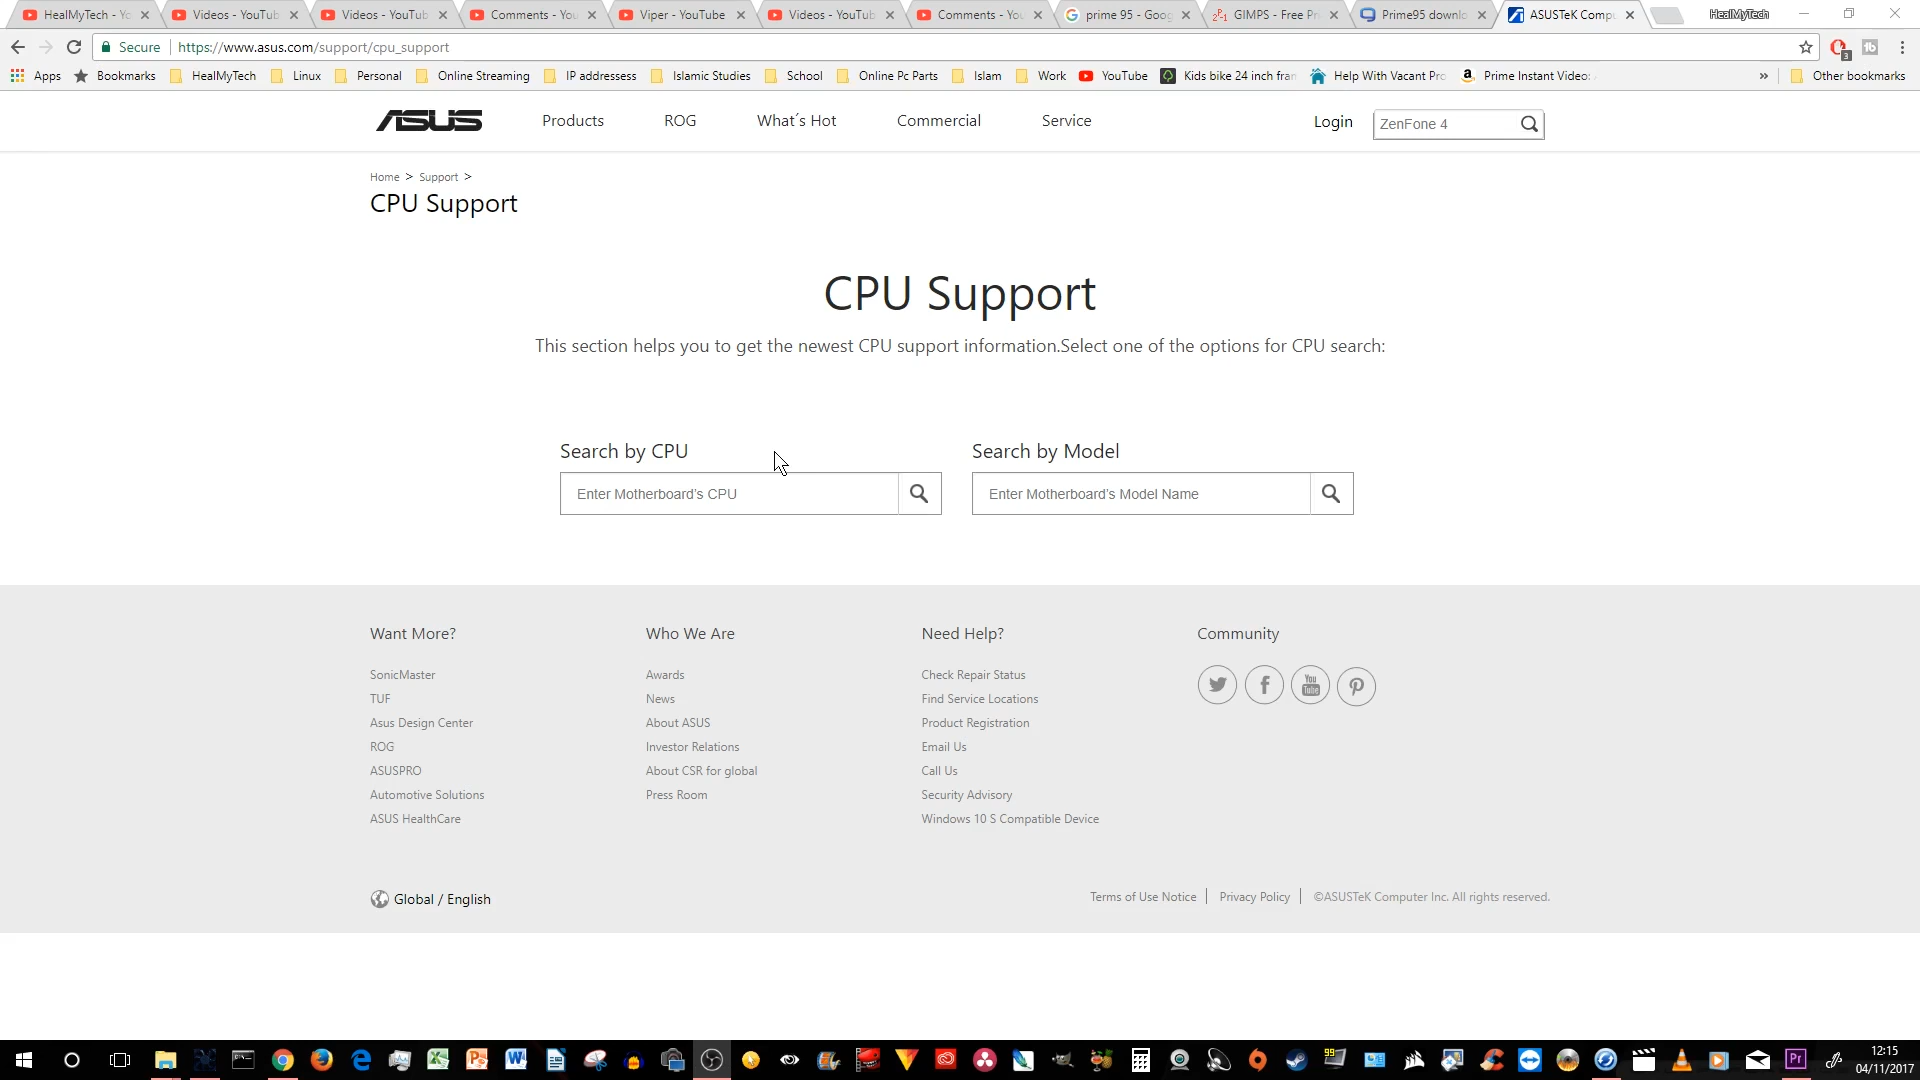 HealMyTech - Yo
Videos - YouTub
Videos - YouTub
Comments - You
Viper - YouTube
Videos - YouTub
Comments - You
prime 95 - Goog
GIMPS - Free Pri
Prime95 downlo
ASUSTeK Compu
HealMyTech
Secure
https://www.asus.com/support/cpu_support
Apps
Bookmarks
HealMyTech
Linux
Personal
Online Streaming
IP addressess
Islamic Studies
School
Online Pc Parts
Islam
Work
YouTube
Kids bike 24 inch fran
Help With Vacant Pro
Prime Instant Video:
»
Other bookmarks
ASUS
Products
ROG
What´s Hot
Commercial
Service
Login
ZenFone 4
Home > Support >
CPU Support
CPU Support
This section helps you to get the newest CPU support information.Select one of the options for CPU search:
Search by CPU
Search by Model
Enter Motherboard's CPU
Enter Motherboard's Model Name
Want More?
SonicMaster
TUF
Asus Design Center
ROG
ASUSPRO
Automotive Solutions
ASUS HealthCare
Who We Are
Awards
News
About ASUS
Investor Relations
About CSR for global
Press Room
Need Help?
Check Repair Status
Find Service Locations
Product Registration
Email Us
Call Us
Security Advisory
Windows 10 S Compatible Device
Community
You Tube
Global / English
Terms of Use Notice
Privacy Policy
©ASUSTeK Computer Inc. All rights reserved.
12:15
04/11/2017